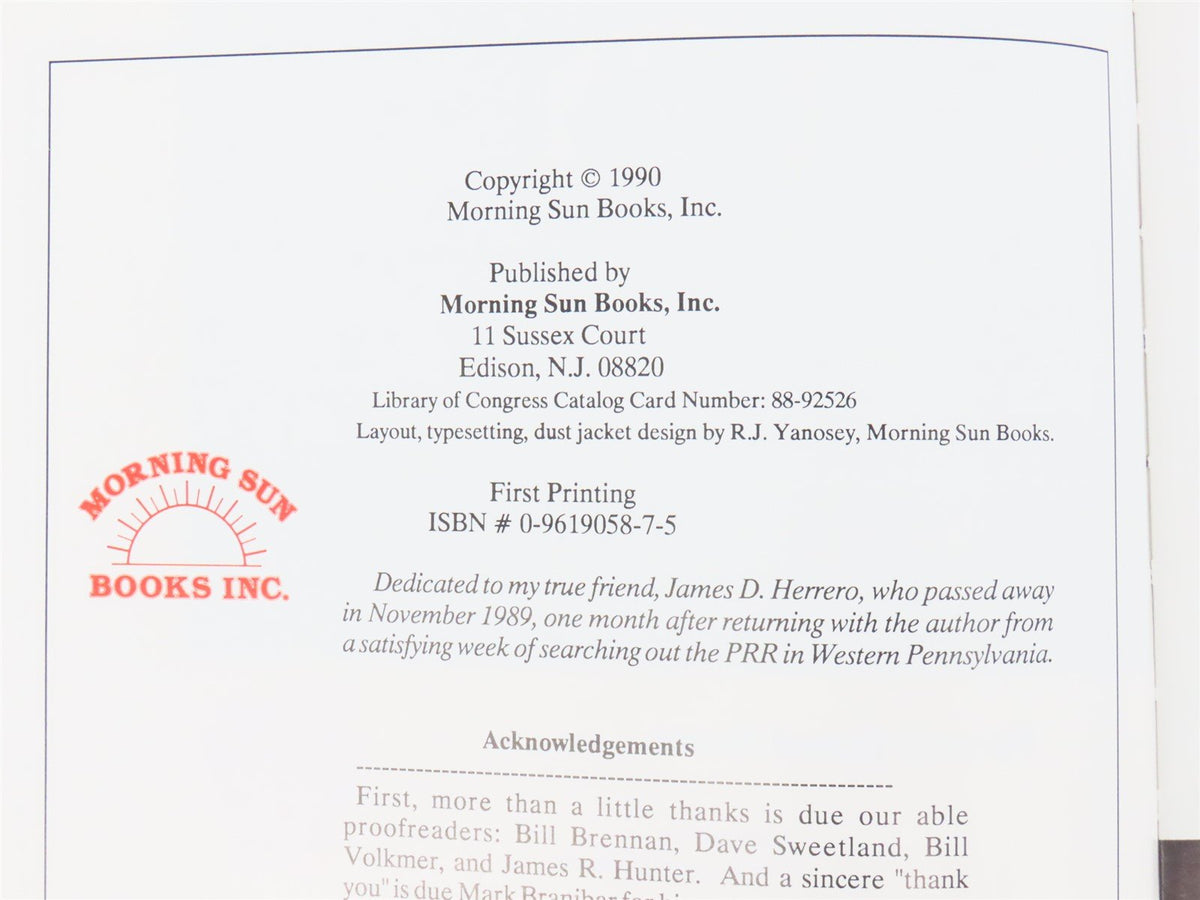 Copyright © 1990
Morning Sun Books, Inc.
Published by
Morning Sun Books, Inc.
11 Sussex Court
Edison, N.J. 08820
Library of Congress Catalog Card Number: 88-92526
Layout, typesetting, dust jacket design by R.J. Yanosey, Morning Sun Books.
MORNING SUN
BOOKS INC.
First Printing
ISBN # 0-9619058-7-5
Dedicated to my true friend, James D. Herrero, who passed away
in November 1989, one month after returning with the author from
a satisfying week of searching out the PRR in Western Pennsylvania.
Acknowledgements
First, more than a little thanks is due our able
proofreaders: Bill Brennan, Dave Sweetland, Bill
Volkmer, and James R. Hunter. And a sincere "thank
you" is due Mark